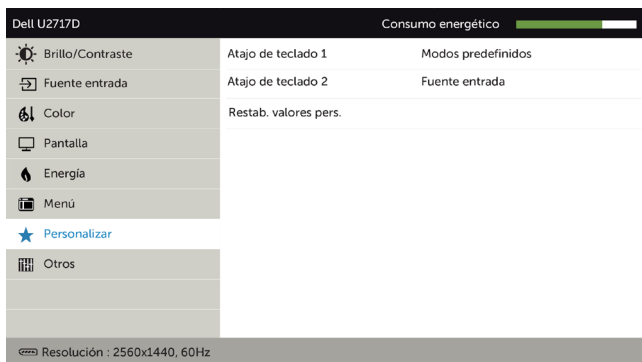 Dell U2717D Consumo energético
Brillo/Contraste Atajo de teclado 1 Modos predefinidos
Fuente entrada Atajo de teclado 2 Fuente entrada
Color Restab. valores pers.
Pantalla
Energía
Menú
Personalizar
Otros
Resolución : 2560x1440, 60Hz